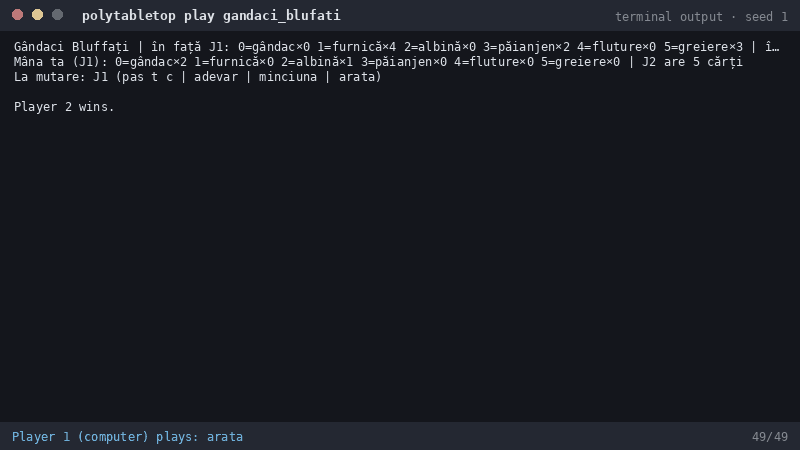 polytabletop play gandaci_blufati
terminal output · seed 1
Gândaci Bluffați | în față J1: 0=gândac×0 1=furnică×4 2=albină×0 3=păianjen×2 4=fluture×0 5=greiere×3 | î…
Mâna ta (J1): 0=gândac×2 1=furnică×0 2=albină×1 3=păianjen×0 4=fluture×0 5=greiere×0 | J2 are 5 cărți
La mutare: J1 (pas t c | adevar | minciuna | arata)
Player 2 wins.
Player 1 (computer) plays: arata
49/49